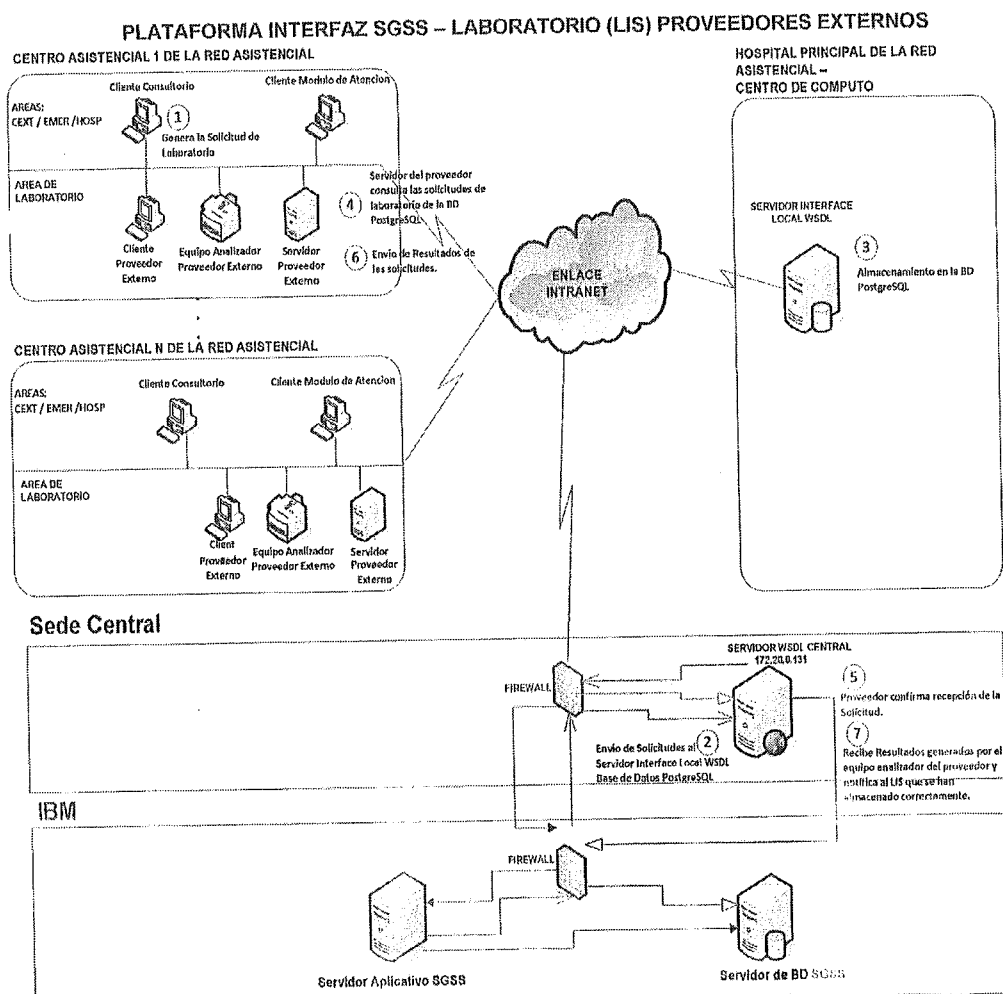 PLATAFORMA INTERFAZ SGSS – LABORATORIO (LIS) PROVEEDORES EXTERNOS
CENTRO ASISTENCIAL 1 DE LA RED ASISTENCIAL
Cliente Consultorio
Cliente Modulo de Atencion
AREAS:
CEXT / EMER /HOSP
1
Genera la Solicitud de
Laboratorio
AREA DE
LABORATORIO
Cliente
Proveedor
Externo
Equipo Analizador
Proveedor Externo
Servidor
Proveedor
Externo
4
Servidor del proveedor
consulta las solicitudes de
laboratorio de la BD
PostgreSQL
6
Envio de Resultados de
las solicitudes.
ENLACE
INTRANET
HOSPITAL PRINCIPAL DE LA RED
ASISTENCIAL –
CENTRO DE COMPUTO
SERVIDOR INTERFACE
LOCAL WSDL
3
Almacenamiento en la BD
PostgreSQL
CENTRO ASISTENCIAL N DE LA RED ASISTENCIAL
Cliente Consultorio
Cliente Modulo de Atencion
AREAS:
CEXT / EMER /HOSP
AREA DE
LABORATORIO
Client
Proveedor
Externo
Equipo Analizador
Proveedor Externo
Servidor
Proveedor
Externo
Sede Central
FIREWALL
SERVIDOR WSDL CENTRAL
172.20.0.131
5
Proveedor confirma recepción de la
Solicitud.
2
Envio de Solicitudes al
Servidor Interface Local WSDL
Base de Datos PostgreSQL
7
Recibe Resultados generados por el
equipo analizador del proveedor y
notifica al LIS que se han
almacenado correctamente.
IBM
FIREWALL
Servidor Aplicativo SGSS
Servidor de BD SGSS